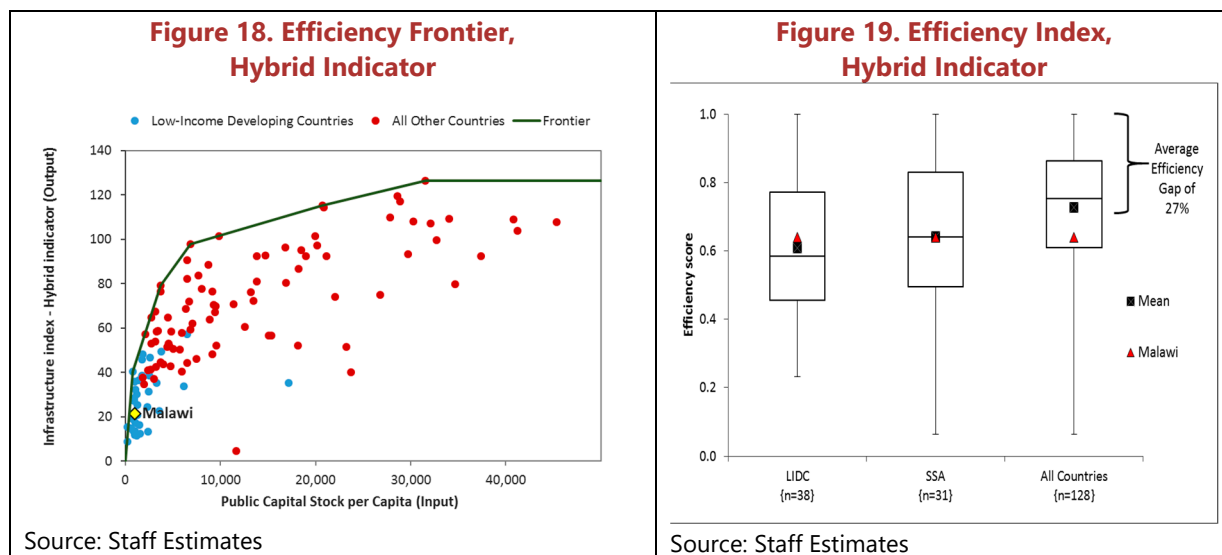 Figure 18. Efficiency Frontier,
Hybrid Indicator
Low-Income Developing Countries
All Other Countries
Frontier
Infrastructure index - Hybrid indicator (Output)
140
120
100
80
60
40
20
0
Malawi
0
10,000
20,000
30,000
40,000
Public Capital Stock per Capita (Input)
Source: Staff Estimates
Figure 19. Efficiency Index,
Hybrid Indicator
Efficiency score
1.0
0.8
0.6
0.4
0.2
0.0
Average
Efficiency
Gap of
27%
Mean
Malawi
LIDC
{n=38}
SSA
{n=31}
All Countries
{n=128}
Source: Staff Estimates